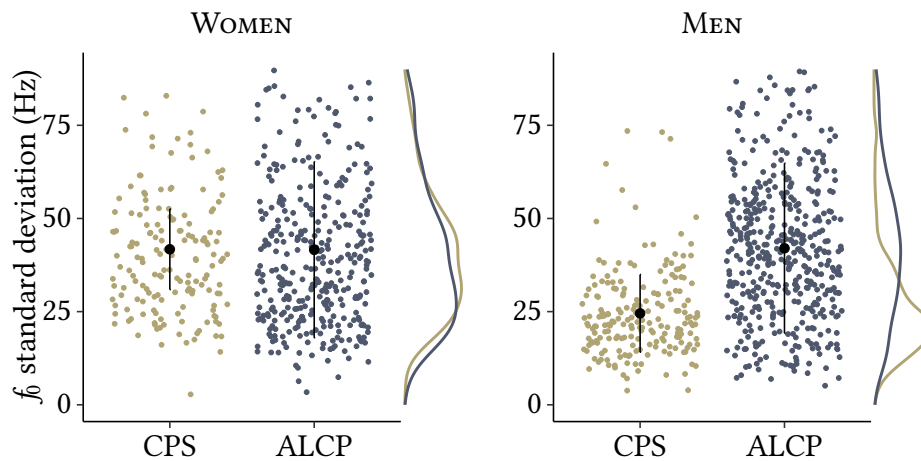 Women
Men
f0 standard deviation (Hz)
75
50
25
0
CPS
ALCP
75
50
25
0
CPS
ALCP